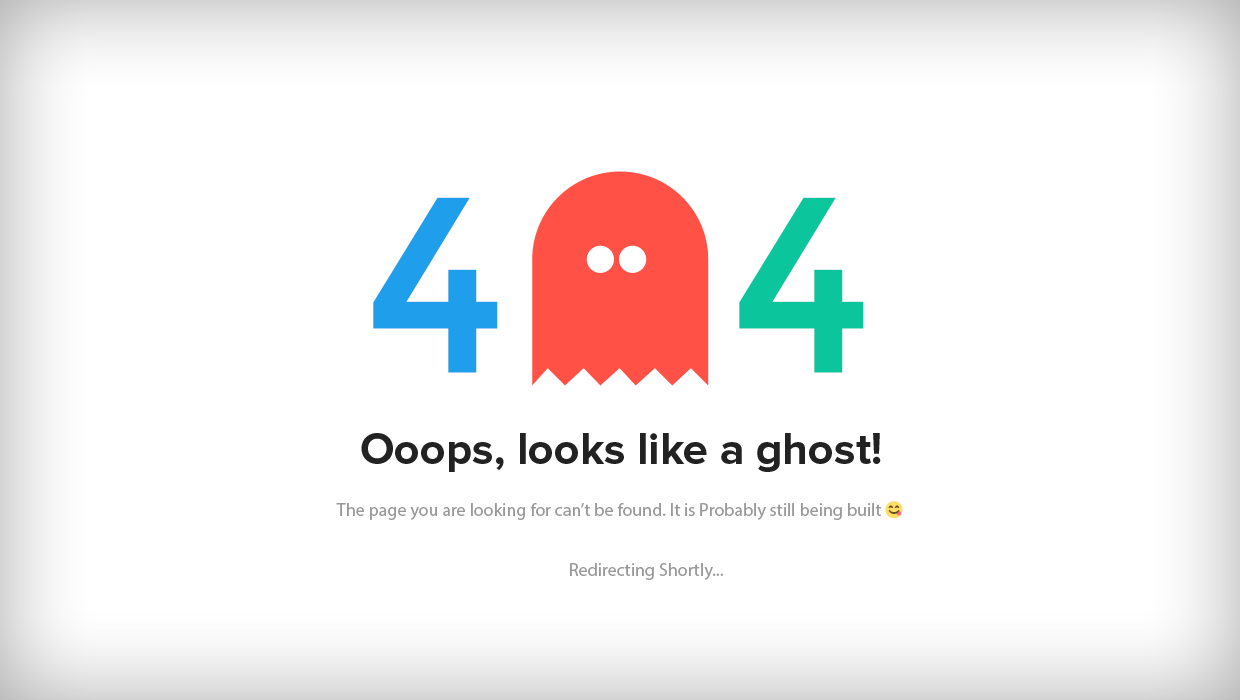 4 4
Ooops, looks like a ghost!
The page you are looking for can’t be found. It is Probably still being built 😋
Redirecting Shortly...